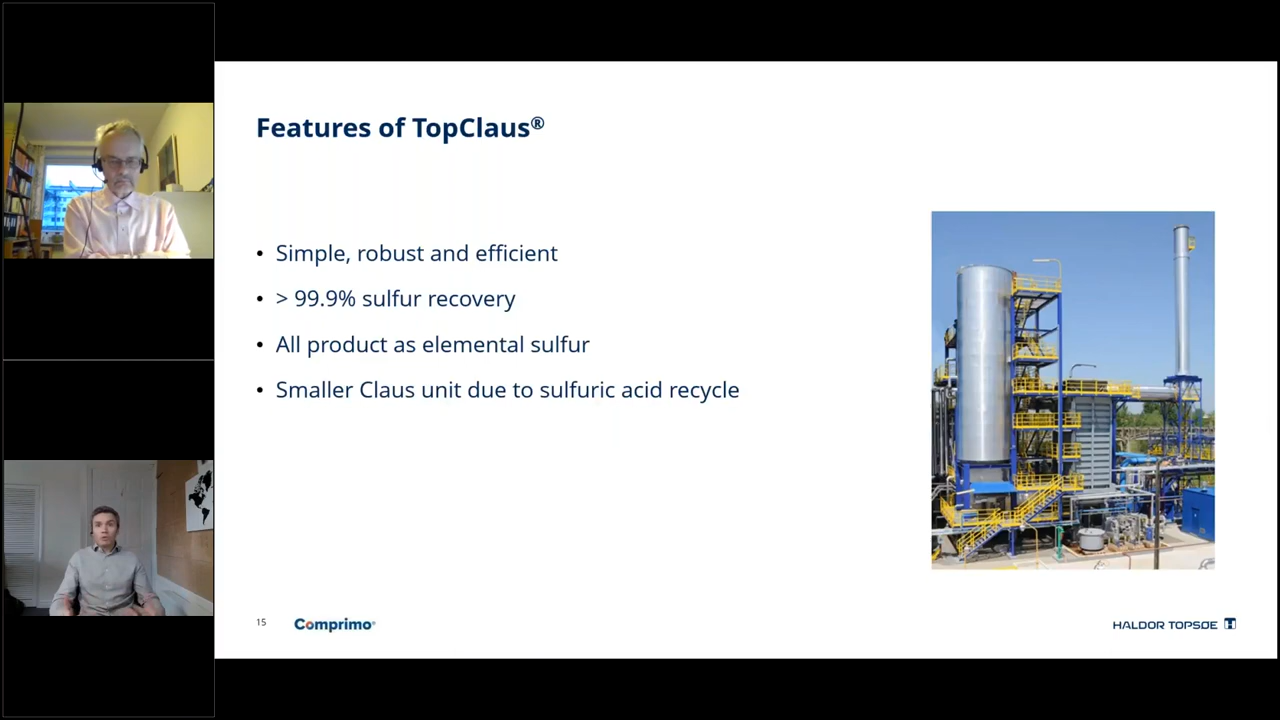 Features of TopClaus®
• Simple, robust and efficient
• > 99.9% sulfur recovery
• All product as elemental sulfur
• Smaller Claus unit due to sulfuric acid recycle
15
Comprimo®
HALDOR TOPSØE